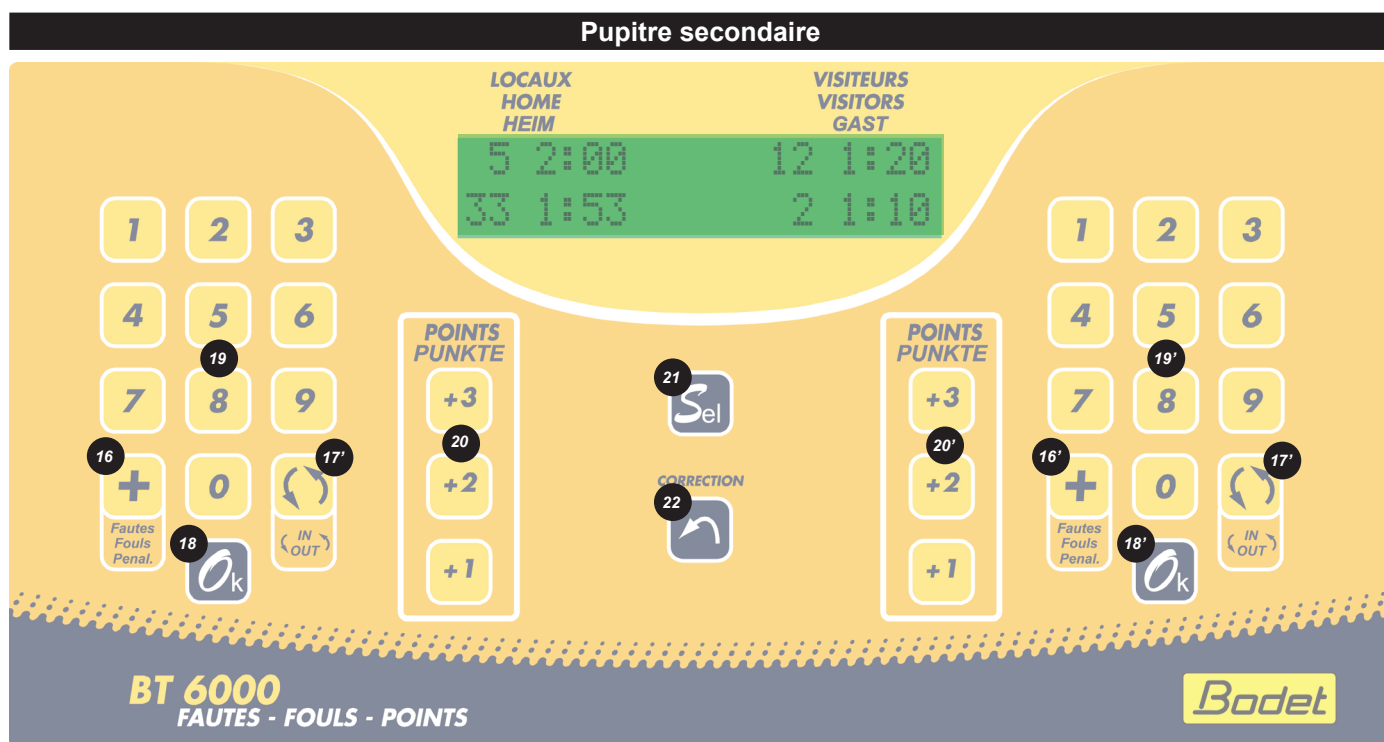 Pupitre secondaire
LOCAUX
HOME
HEIM
VISITEURS
VISITORS
GAST
5 2:00 12 1:20
33 1:53 2 1:10
1 2 3
4 5 6
19
7 8 9
16
17’
+ 0
Fautes
Fouls
Penal.
18
Ok
IN
OUT
POINTS
PUNKTE
+3
20
+2
+1
21
Sel
CORRECTION
22
POINTS
PUNKTE
+3
20’
+2
+1
1 2 3
4 5 6
19’
7 8 9
16’
17’
+ 0
Fautes
Fouls
Penal.
18’
Ok
IN
OUT
BT 6000
FAUTES - FOULS - POINTS
Bodet